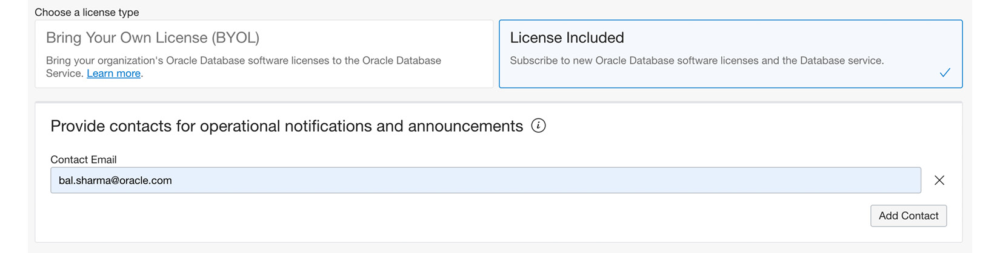 Choose a license type
Bring Your Own License (BYOL)
Bring your organization's Oracle Database software licenses to the Oracle Database
Service. Learn more.
License Included
Subscribe to new Oracle Database software licenses and the Database service.
Provide contacts for operational notifications and announcements
Contact Email
bal.sharma@oracle.com
Add Contact